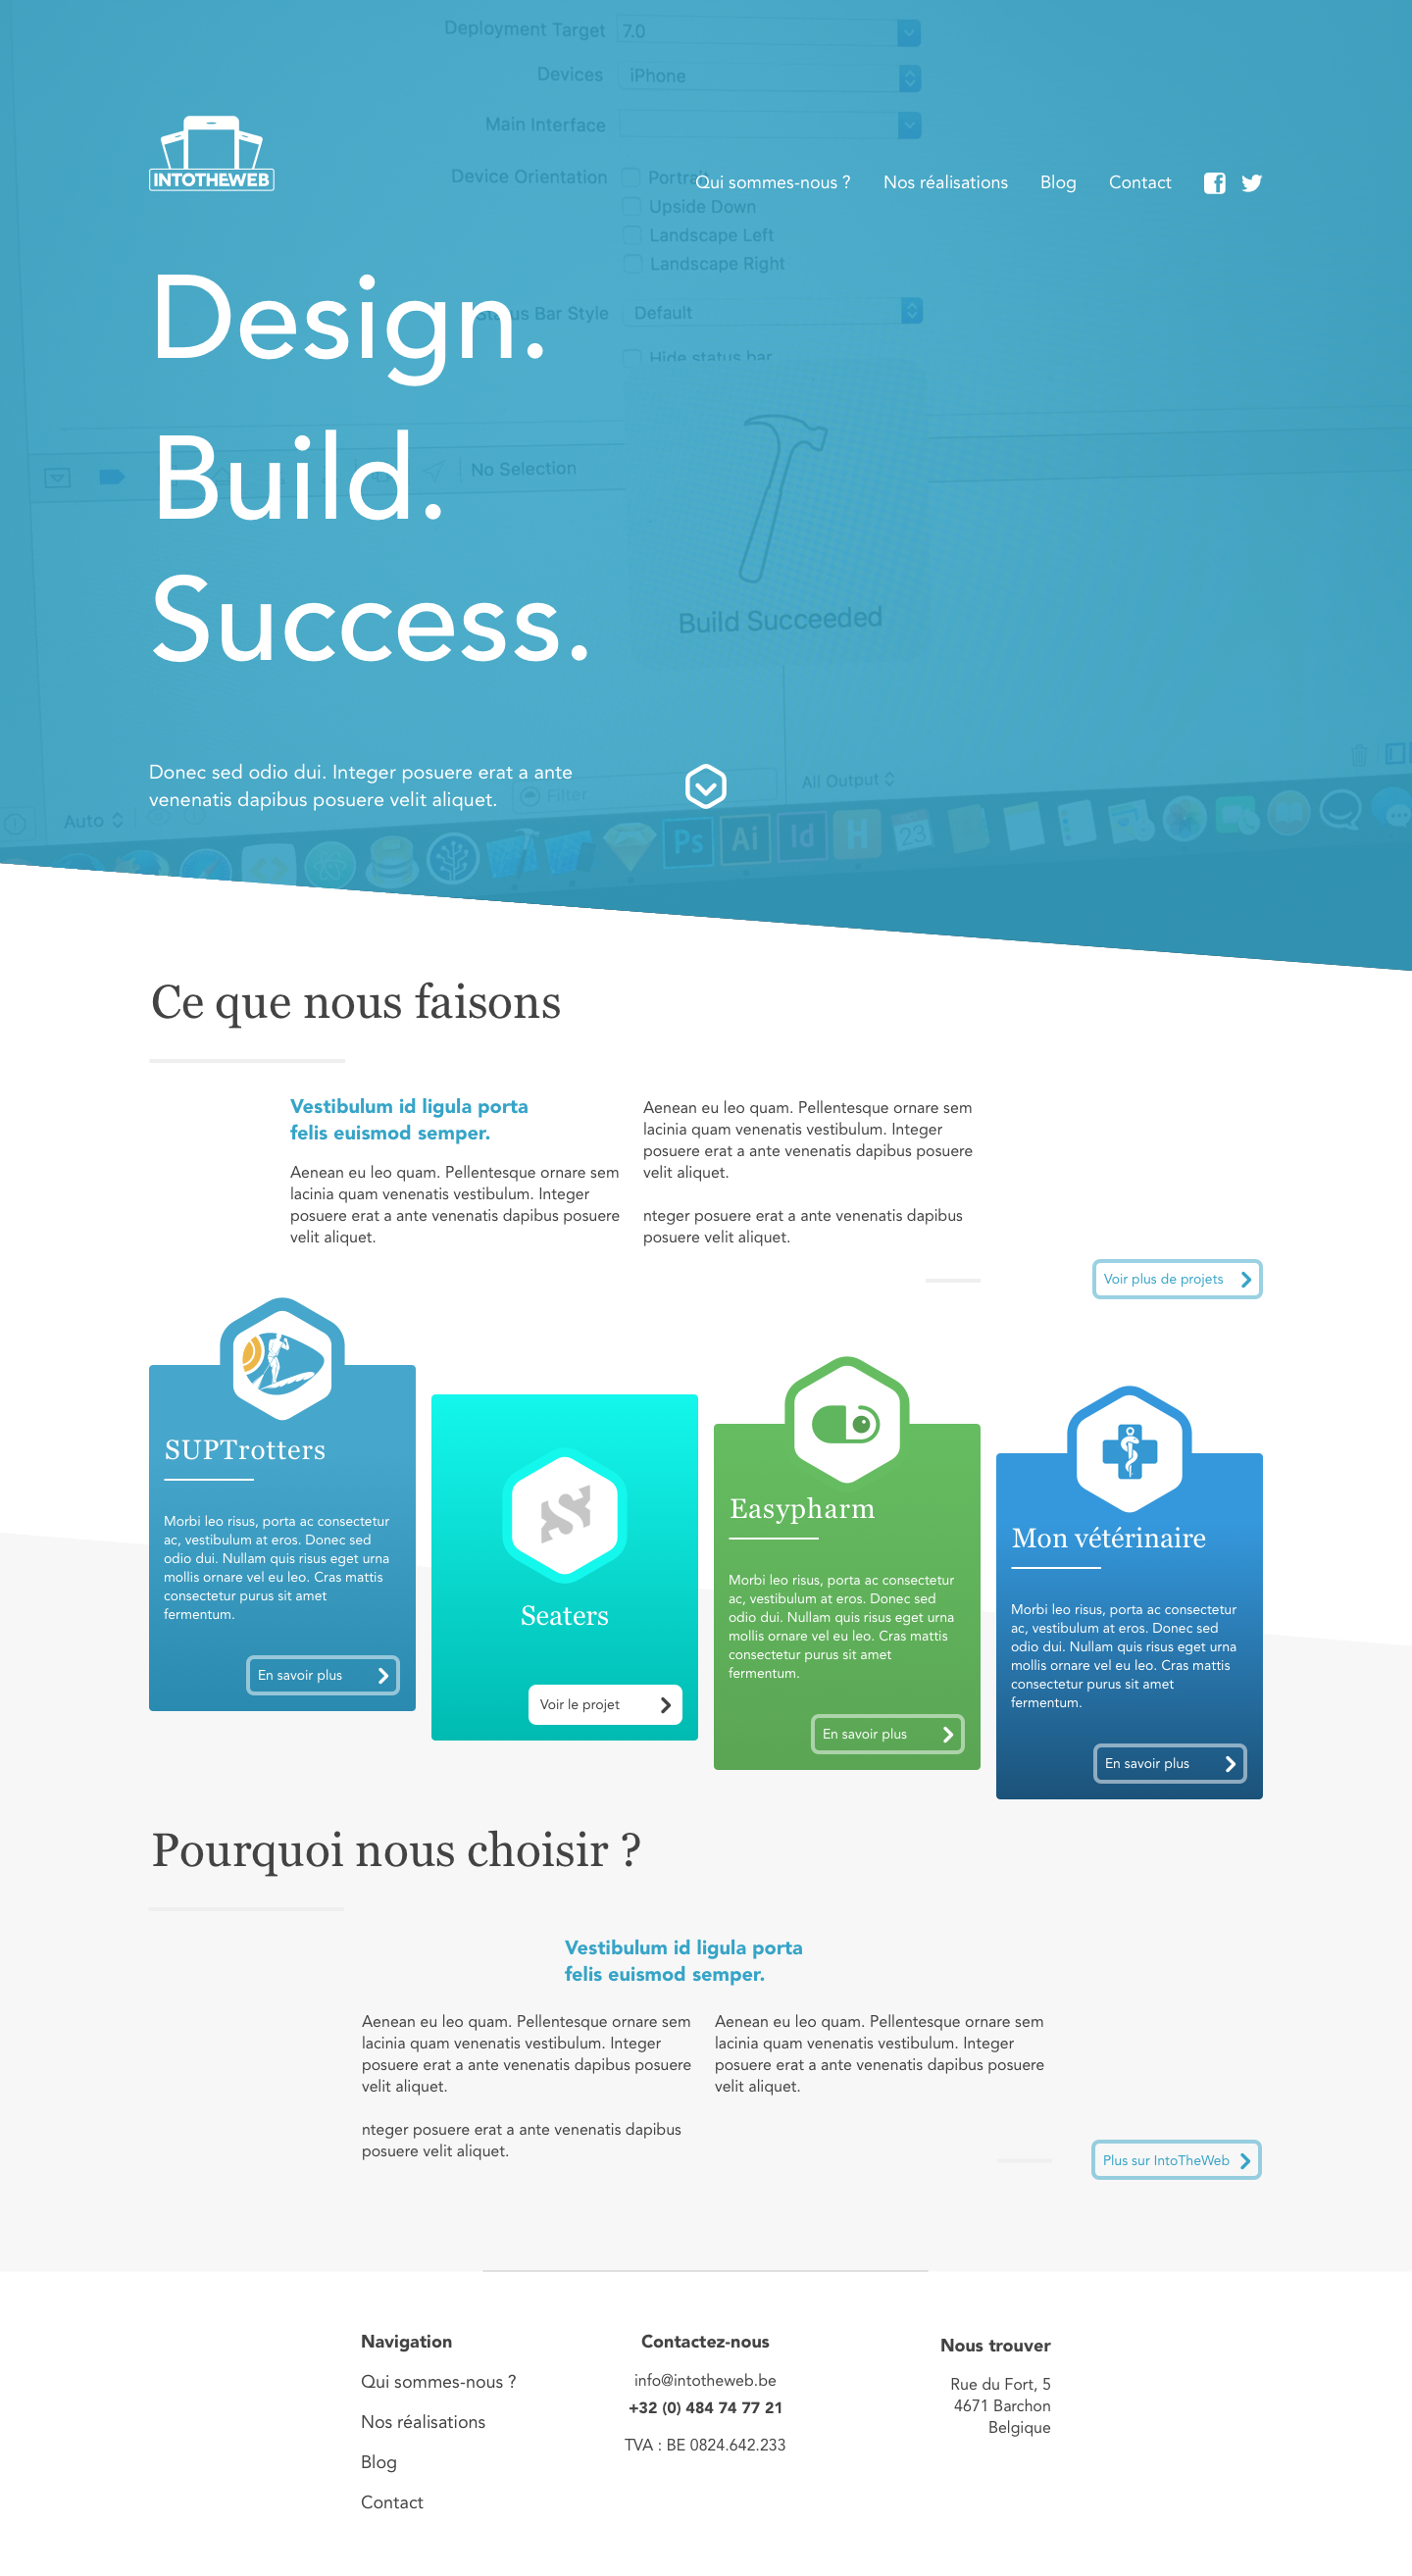 Deployment Target 7.0
Devices iPhone
Main Interface
Device Orientation Portrait
Upside Down
Landscape Left
Landscape Right
Status Bar Style Default
Hide status bar
No Selection
Build Succeeded
All Output
Filter
Auto
Ps Ai Id H 23
INTOTHEWEB
Qui sommes-nous ? Nos réalisations Blog Contact
Design.
Build.
Success.
Donec sed odio dui. Integer posuere erat a ante
venenatis dapibus posuere velit aliquet.
Ce que nous faisons
Vestibulum id ligula porta
felis euismod semper.
Aenean eu leo quam. Pellentesque ornare sem
lacinia quam venenatis vestibulum. Integer
posuere erat a ante venenatis dapibus posuere
velit aliquet.
Aenean eu leo quam. Pellentesque ornare sem
lacinia quam venenatis vestibulum. Integer
posuere erat a ante venenatis dapibus posuere
velit aliquet.
nteger posuere erat a ante venenatis dapibus
posuere velit aliquet.
Voir plus de projets
SUPTrotters
Morbi leo risus, porta ac consectetur
ac, vestibulum at eros. Donec sed
odio dui. Nullam quis risus eget urna
mollis ornare vel eu leo. Cras mattis
consectetur purus sit amet
fermentum.
En savoir plus
Seaters
Voir le projet
Easypharm
Morbi leo risus, porta ac consectetur
ac, vestibulum at eros. Donec sed
odio dui. Nullam quis risus eget urna
mollis ornare vel eu leo. Cras mattis
consectetur purus sit amet
fermentum.
En savoir plus
Mon vétérinaire
Morbi leo risus, porta ac consectetur
ac, vestibulum at eros. Donec sed
odio dui. Nullam quis risus eget urna
mollis ornare vel eu leo. Cras mattis
consectetur purus sit amet
fermentum.
En savoir plus
Pourquoi nous choisir ?
Vestibulum id ligula porta
felis euismod semper.
Aenean eu leo quam. Pellentesque ornare sem
lacinia quam venenatis vestibulum. Integer
posuere erat a ante venenatis dapibus posuere
velit aliquet.
nteger posuere erat a ante venenatis dapibus
posuere velit aliquet.
Aenean eu leo quam. Pellentesque ornare sem
lacinia quam venenatis vestibulum. Integer
posuere erat a ante venenatis dapibus posuere
velit aliquet.
Plus sur IntoTheWeb
Navigation
Qui sommes-nous ?
Nos réalisations
Blog
Contact
Contactez-nous
info@intotheweb.be
+32 (0) 484 74 77 21
TVA : BE 0824.642.233
Nous trouver
Rue du Fort, 5
4671 Barchon
Belgique